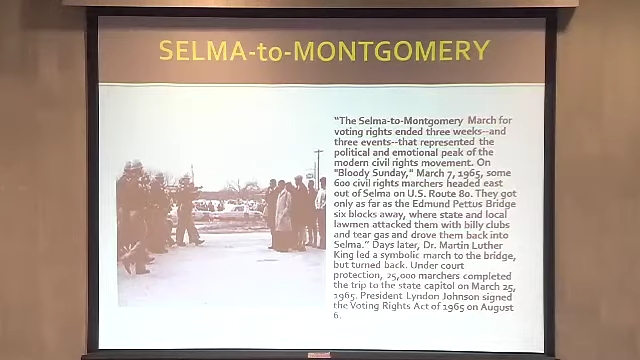 SELMA-to-MONTGOMERY
"The Selma-to-Montgomery March for
voting rights ended three weeks--and
three events--that represented the
political and emotional peak of the
modern civil rights movement. On
"Bloody Sunday," March 7, 1965, some
600 civil rights marchers headed east
out of Selma on U.S. Route 80. They got
only as far as the Edmund Pettus Bridge
six blocks away, where state and local
lawmen attacked them with billy clubs
and tear gas and drove them back into
Selma." Days later, Dr. Martin Luther
King led a symbolic march to the bridge,
but turned back. Under court
protection, 25,000 marchers completed
the trip to the state capitol on March 25,
1965. President Lyndon Johnson signed
the Voting Rights Act of 1965 on August
6.